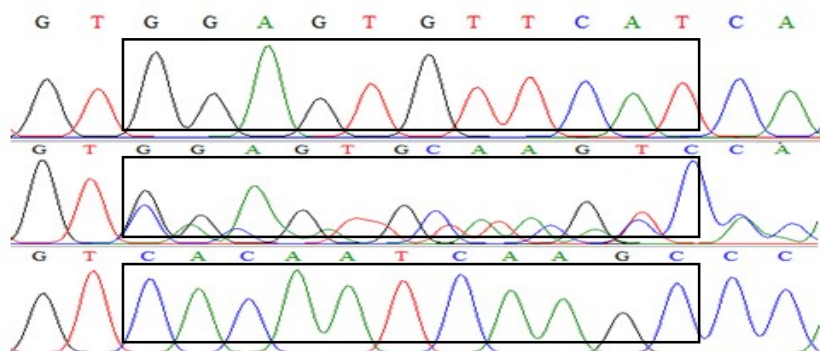 G T G G A G T G T T C A T C A
G T G G A G T G C A A G T C C A
G T C A C A A T C A A G C C C